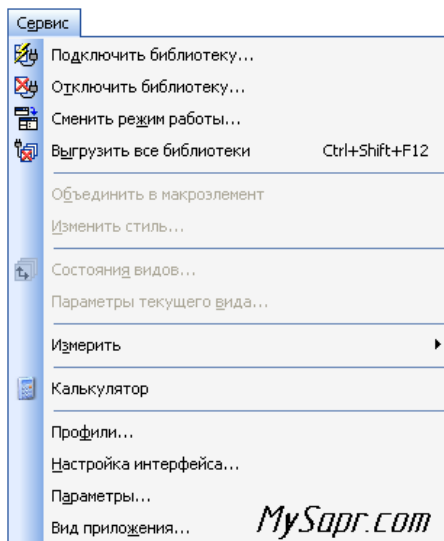 Сервис
Подключить библиотеку...
Отключить библиотеку...
Сменить режим работы...
Выгрузить все библиотеки Ctrl+Shift+F12
Объединить в макроэлемент
Изменить стиль...
Состояния видов...
Параметры текущего вида...
Измерить
Калькулятор
Профили...
Настройка интерфейса...
Параметры...
Вид приложения...
MySapr.com